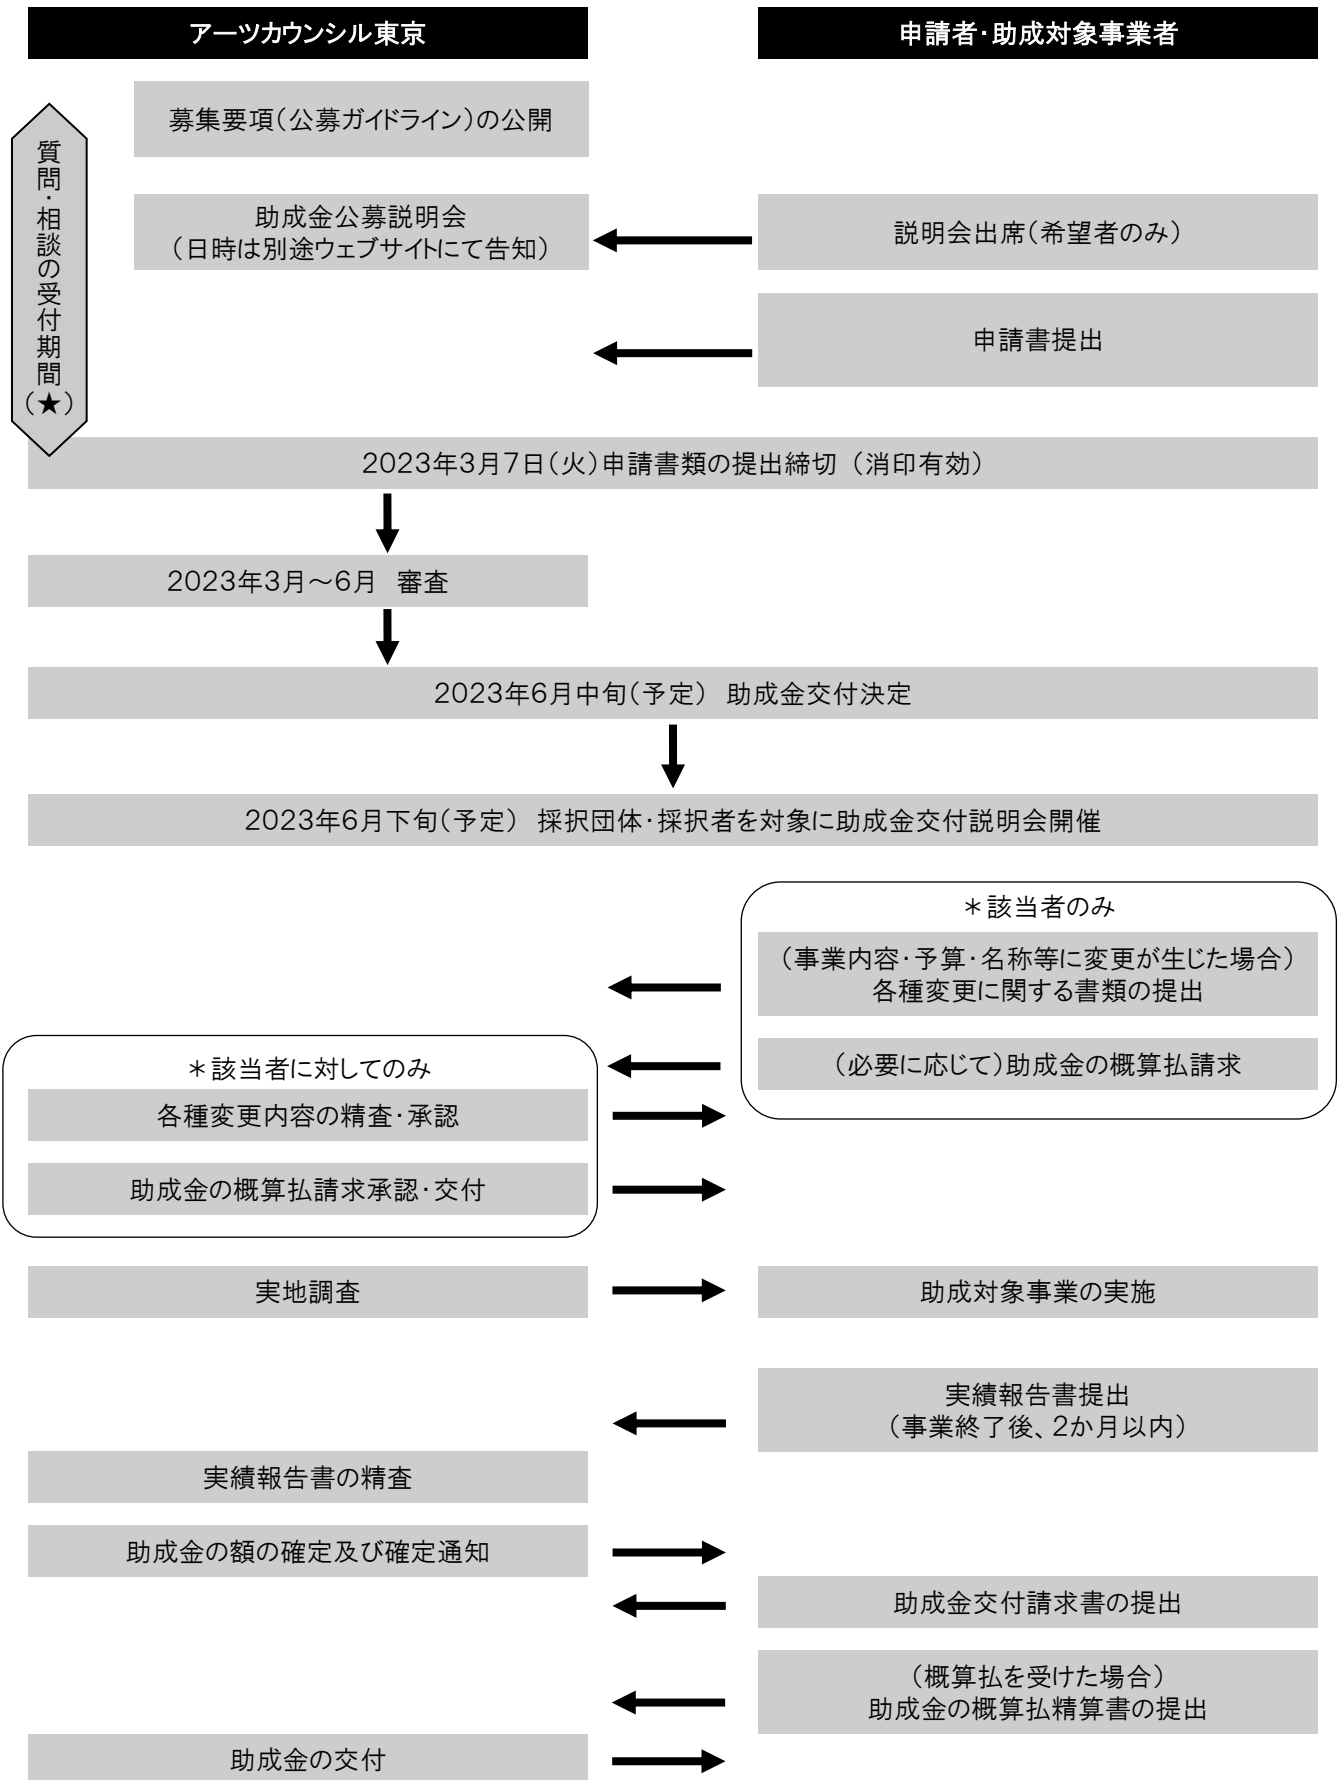 アーツカウンシル東京
申請者・助成対象事業者
募集要項（公募ガイドライン）の公開
質問・相談の受付期間（★）
助成金公募説明会
（日時は別途ウェブサイトにて告知）
説明会出席（希望者のみ）
申請書提出
2023年3月7日（火）申請書類の提出締切（消印有効）
2023年3月～6月　審査
2023年6月中旬（予定）　助成金交付決定
2023年6月下旬（予定）　採択団体・採択者を対象に助成金交付説明会開催
＊該当者のみ
（事業内容・予算・名称等に変更が生じた場合）
各種変更に関する書類の提出
（必要に応じて）助成金の概算払請求
＊該当者に対してのみ
各種変更内容の精査・承認
助成金の概算払請求承認・交付
実地調査
助成対象事業の実施
実績報告書提出
（事業終了後、2か月以内）
実績報告書の精査
助成金の額の確定及び確定通知
助成金交付請求書の提出
（概算払を受けた場合）
助成金の概算払精算書の提出
助成金の交付